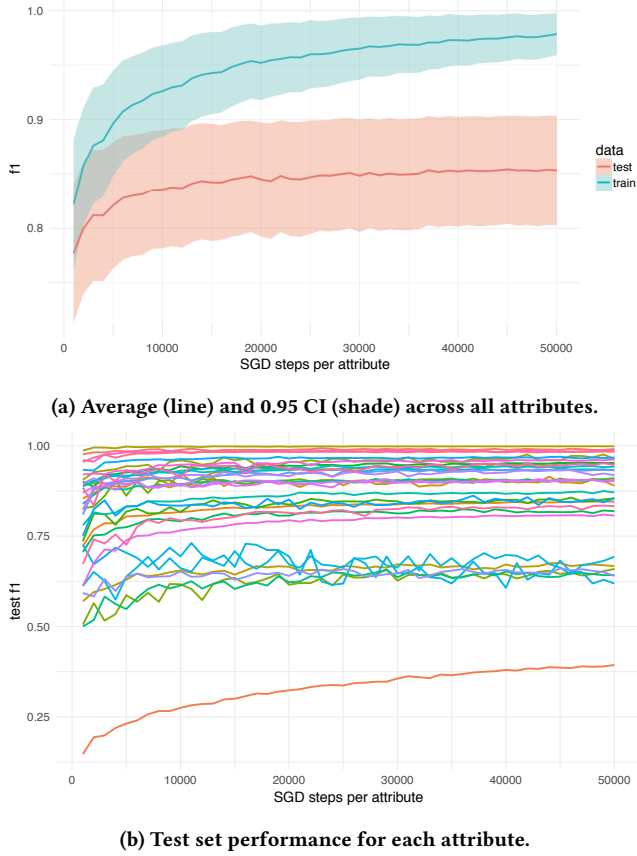 1.0
0.9
0.8
f1
0
10000
20000
30000
40000
50000
SGD steps per attribute
data
test
train
(a) Average (line) and 0.95 CI (shade) across all attributes.
1.00
0.75
0.50
0.25
test f1
0
10000
20000
30000
40000
50000
SGD steps per attribute
(b) Test set performance for each attribute.